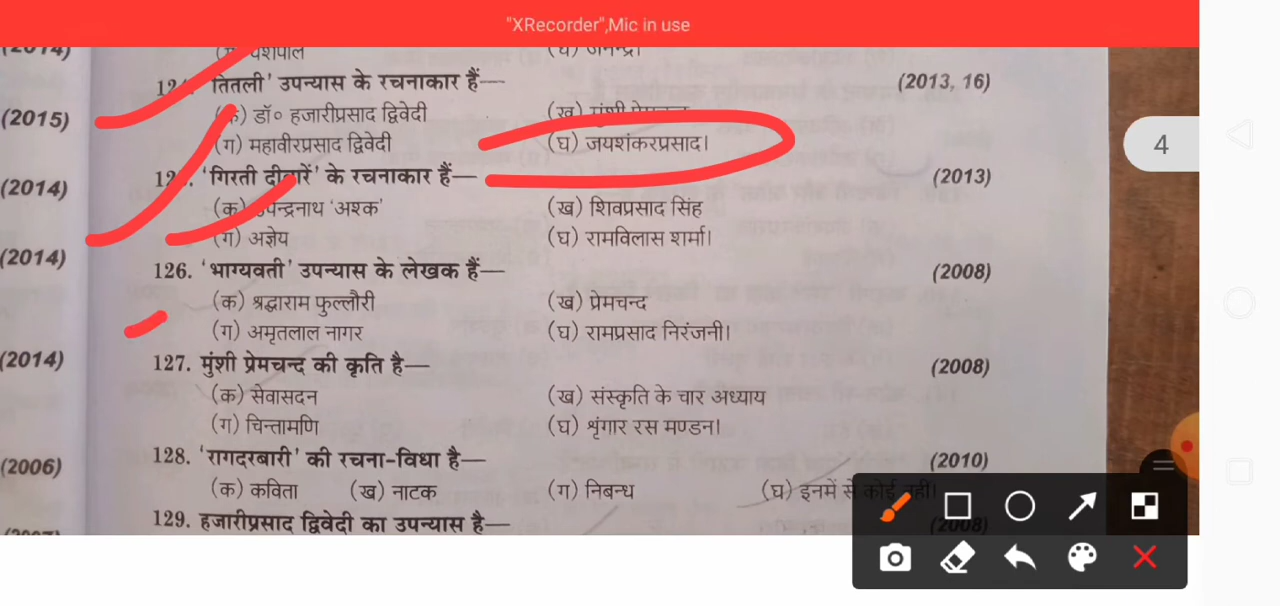 "XRecorder",Mic in use
(2014) यशपाल
124. 'तितली' उपन्यास के रचनाकार हैं— (2013, 16)
(2015) (क) डॉ० हजारीप्रसाद द्विवेदी (ख) मुंशी प्रेमचन्द
(ग) महावीरप्रसाद द्विवेदी (घ) जयशंकरप्रसाद। 4
(2014) 'गिरती दीवारें' के रचनाकार हैं— (2013)
(क) उपेन्द्रनाथ 'अश्क' (ख) शिवप्रसाद सिंह
(ग) अज्ञेय (घ) रामविलास शर्मा।
(2014) 126. 'भाग्यवती' उपन्यास के लेखक हैं— (2008)
(क) श्रद्धाराम फुल्लौरी (ख) प्रेमचन्द
(ग) अमृतलाल नागर (घ) रामप्रसाद निरंजनी।
(2014) 127. मुंशी प्रेमचन्द की कृति है— (2008)
(क) सेवासदन (ख) संस्कृति के चार अध्याय
(ग) चिन्तामणि (घ) शृंगार रस मण्डन।
(2006) 128. 'रागदरबारी' की रचना-विधा है— (2010)
(क) कविता (ख) नाटक (ग) निबन्ध (घ) इनमें से कोई नहीं।
129. हजारीप्रसाद द्विवेदी का उपन्यास है— (2008)